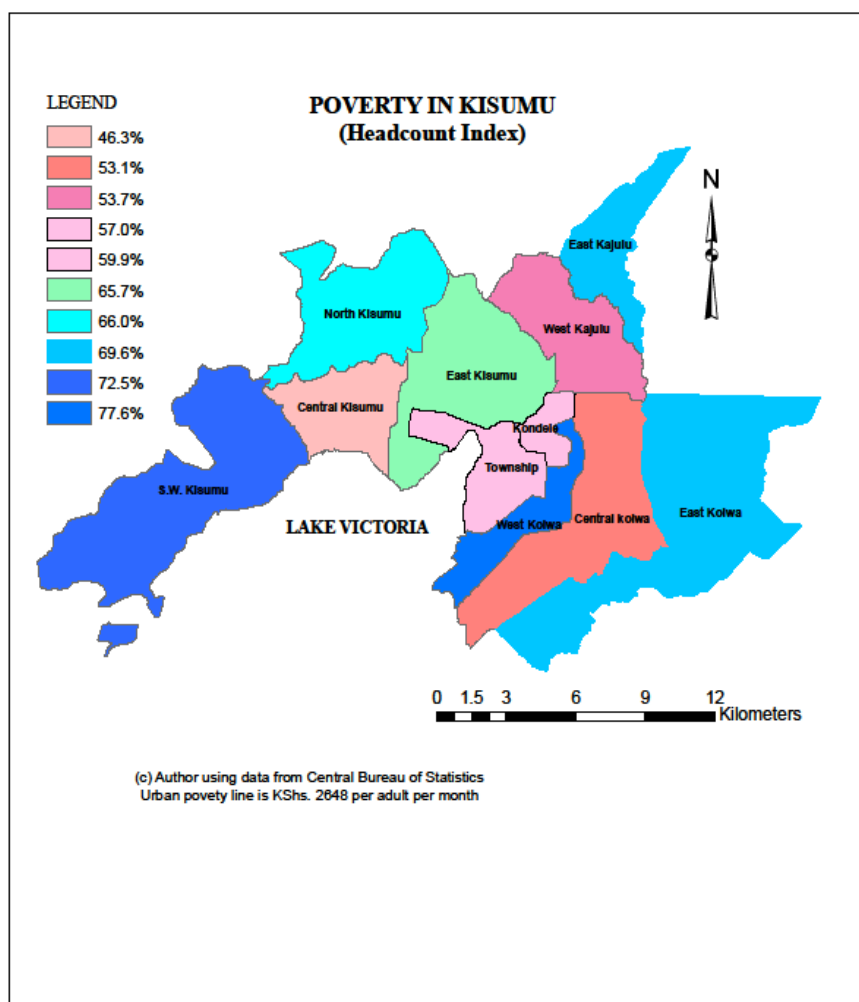 POVERTY IN KISUMU
(Headcount Index)
LEGEND
46.3%
53.1%
53.7%
57.0%
59.9%
65.7%
66.0%
69.6%
72.5%
77.6%
N
East Kajulu
North Kisumu
West Kajulu
East Kisumu
Central Kisumu
Kondele
Township
S.W. Kisumu
West Kolwa
Central kolwa
East Kolwa
LAKE VICTORIA
0 1.5 3 6 9 12
Kilometers
(c) Author using data from Central Bureau of Statistics
Urban povety line is KShs. 2648 per adult per month